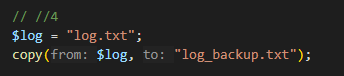 // //4
$log = "log.txt";
copy(from: $log, to: "log_backup.txt");